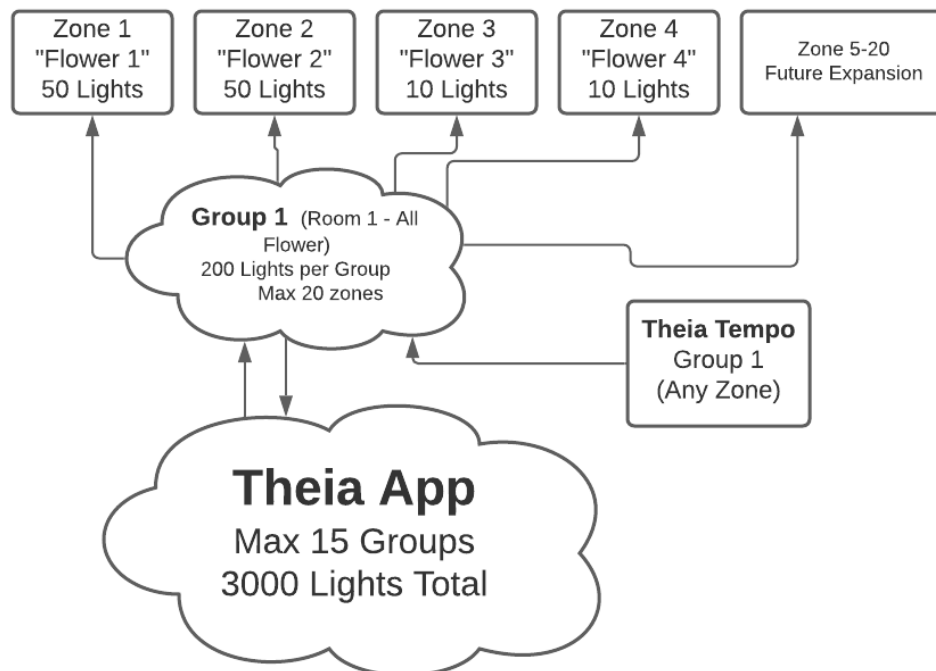 Zone 1
"Flower 1"
50 Lights
Zone 2
"Flower 2"
50 Lights
Zone 3
"Flower 3"
10 Lights
Zone 4
"Flower 4"
10 Lights
Zone 5-20
Future Expansion
Group 1 (Room 1 - All
Flower)
200 Lights per Group
Max 20 zones
Theia Tempo
Group 1
(Any Zone)
Theia App
Max 15 Groups
3000 Lights Total